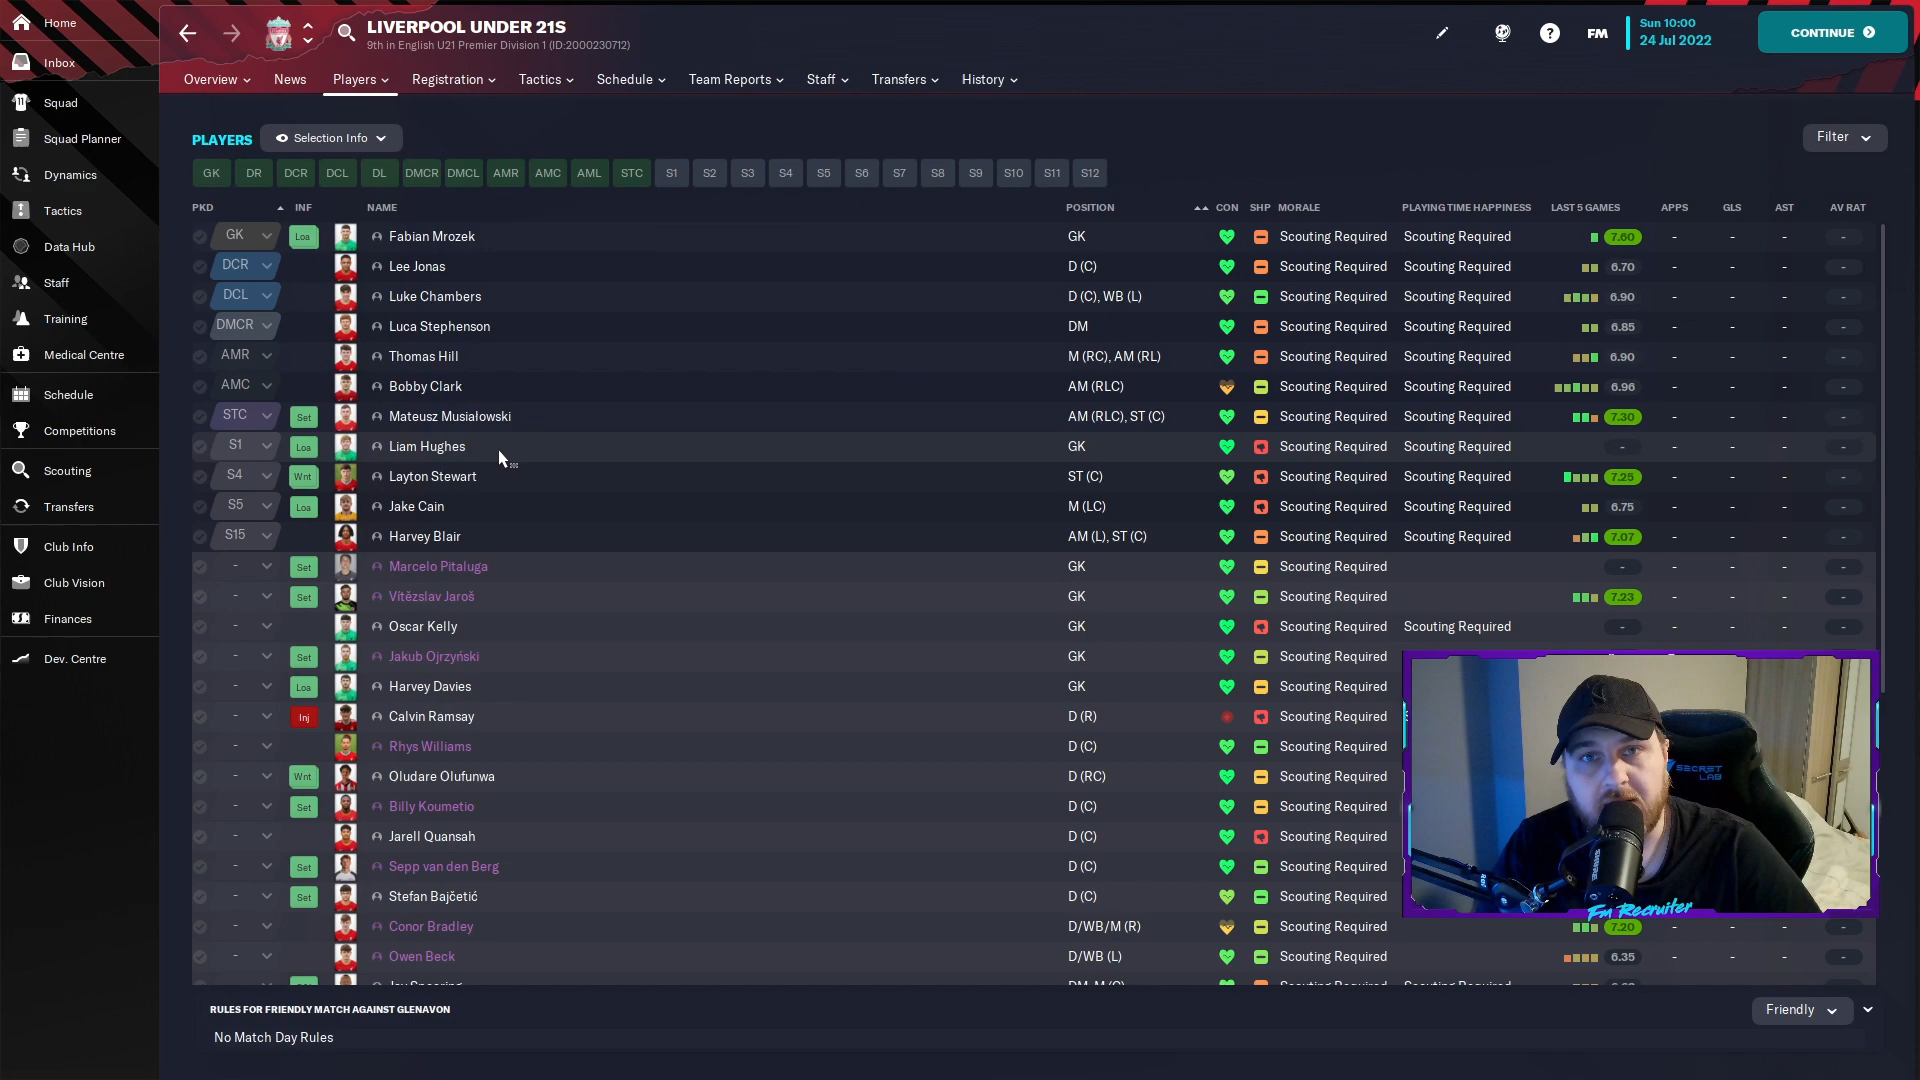 Home
Inbox
Squad
Squad Planner
Dynamics
Tactics
Data Hub
Staff
Training
Medical Centre
Schedule
Competitions
Scouting
Transfers
Club Info
Club Vision
Finances
Dev. Centre
LIVERPOOL UNDER 21S
9th in English U21 Premier Division 1 (ID:2000230712)
FM
Sun 10:00
24 Jul 2022
CONTINUE
Overview News Players Registration Tactics Schedule Team Reports Staff Transfers History
PLAYERS Selection Info Filter
GK DR DCR DCL DL DMCR DMCL AMR AMC AML STC S1 S2 S3 S4 S5 S6 S7 S8 S9 S10 S11 S12
PKD INF NAME POSITION CON SHP MORALE PLAYING TIME HAPPINESS LAST 5 GAMES APPS GLS AST AV RAT
GK Loa Fabian Mrozek GK Scouting Required Scouting Required 7.60 - - - -
DCR Lee Jonas D (C) Scouting Required Scouting Required 6.70 - - - -
DCL Luke Chambers D (C), WB (L) Scouting Required Scouting Required 6.90 - - - -
DMCR Luca Stephenson DM Scouting Required Scouting Required 6.85 - - - -
AMR Thomas Hill M (RC), AM (RL) Scouting Required Scouting Required 6.90 - - - -
AMC Bobby Clark AM (RLC) Scouting Required Scouting Required 6.96 - - - -
STC Set Mateusz Musiałowski AM (RLC), ST (C) Scouting Required Scouting Required 7.30 - - - -
S1 Loa Liam Hughes GK Scouting Required Scouting Required - - - - -
S4 Wnt Layton Stewart ST (C) Scouting Required Scouting Required 7.25 - - - -
S5 Loa Jake Cain M (LC) Scouting Required Scouting Required 6.75 - - - -
S15 Harvey Blair AM (L), ST (C) Scouting Required Scouting Required 7.07 - - - -
- Set Marcelo Pitaluga GK Scouting Required - - - - -
- Set Vítězslav Jaroš GK Scouting Required 7.23 - - - -
- Oscar Kelly GK Scouting Required Scouting Required - - - - -
- Set Jakub Ojrzyński GK Scouting Required
- Loa Harvey Davies GK Scouting Required
- Inj Calvin Ramsay D (R) Scouting Required
- Rhys Williams D (C) Scouting Required
- Wnt Oludare Olufunwa D (RC) Scouting Required
- Set Billy Koumetio D (C) Scouting Required
- Jarell Quansah D (C) Scouting Required
- Set Sepp van den Berg D (C) Scouting Required
- Set Stefan Bajčetić D (C) Scouting Required
- Conor Bradley D/WB/M (R) Scouting Required 7.20 - - - -
- Owen Beck D/WB (L) Scouting Required 6.35 - - - -
SECRET
LAB
Fm Recruiter
RULES FOR FRIENDLY MATCH AGAINST GLENAVON
Friendly
No Match Day Rules